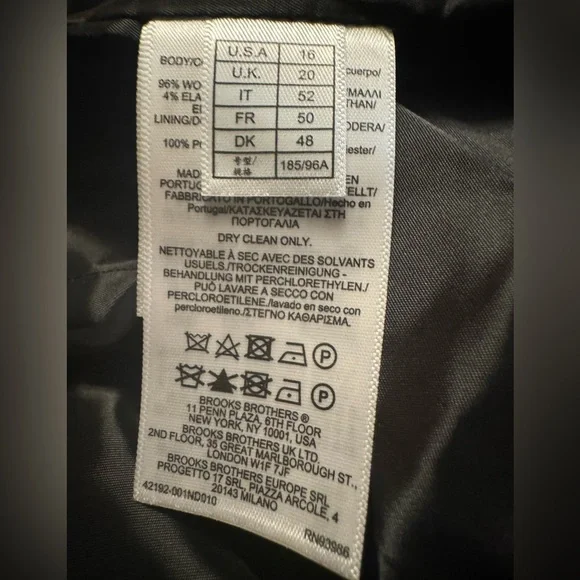 U.S.A 16
U.K. 20
IT 52
FR 50
DK 48
号型/规格 185/96A
BODY/C cuerpo/
96% WO ΜΑΛΛΙ
4% ELA THAN/
EL
LINING/D ODERA/
100% P ester/
MAD EN
PORTUG ELLT/
FABBRICATO IN PORTOGALLO/Hecho en
Portugal/ΚΑΤΑΣΚΕΥΑΖΕΤΑΙ ΣΤΗ
ΠΟΡΤΟΓΑΛΙΑ
DRY CLEAN ONLY.
NETTOYABLE À SEC AVEC DES SOLVANTS
USUELS./TROCKENREINIGUNG -
BEHANDLUNG MIT PERCHLORETHYLEN./
PUÒ LAVARE A SECCO CON
PERCLOROETILENE./lavado en seco con
percloroetileno./ΣΤΕΓΝΟ ΚΑΘΑΡΙΣΜΑ.
P
P
BROOKS BROTHERS ®
11 PENN PLAZA, 6TH FLOOR
NEW YORK, NY 10001, USA
BROOKS BROTHERS UK LTD
2ND FLOOR, 35 GREAT MARLBOROUGH ST.,
LONDON W1F 7JF
BROOKS BROTHERS EUROPE SRL
PROGETTO 17 SRL, PIAZZA ARCOLE, 4
20143 MILANO
42192-001ND010
RN03986